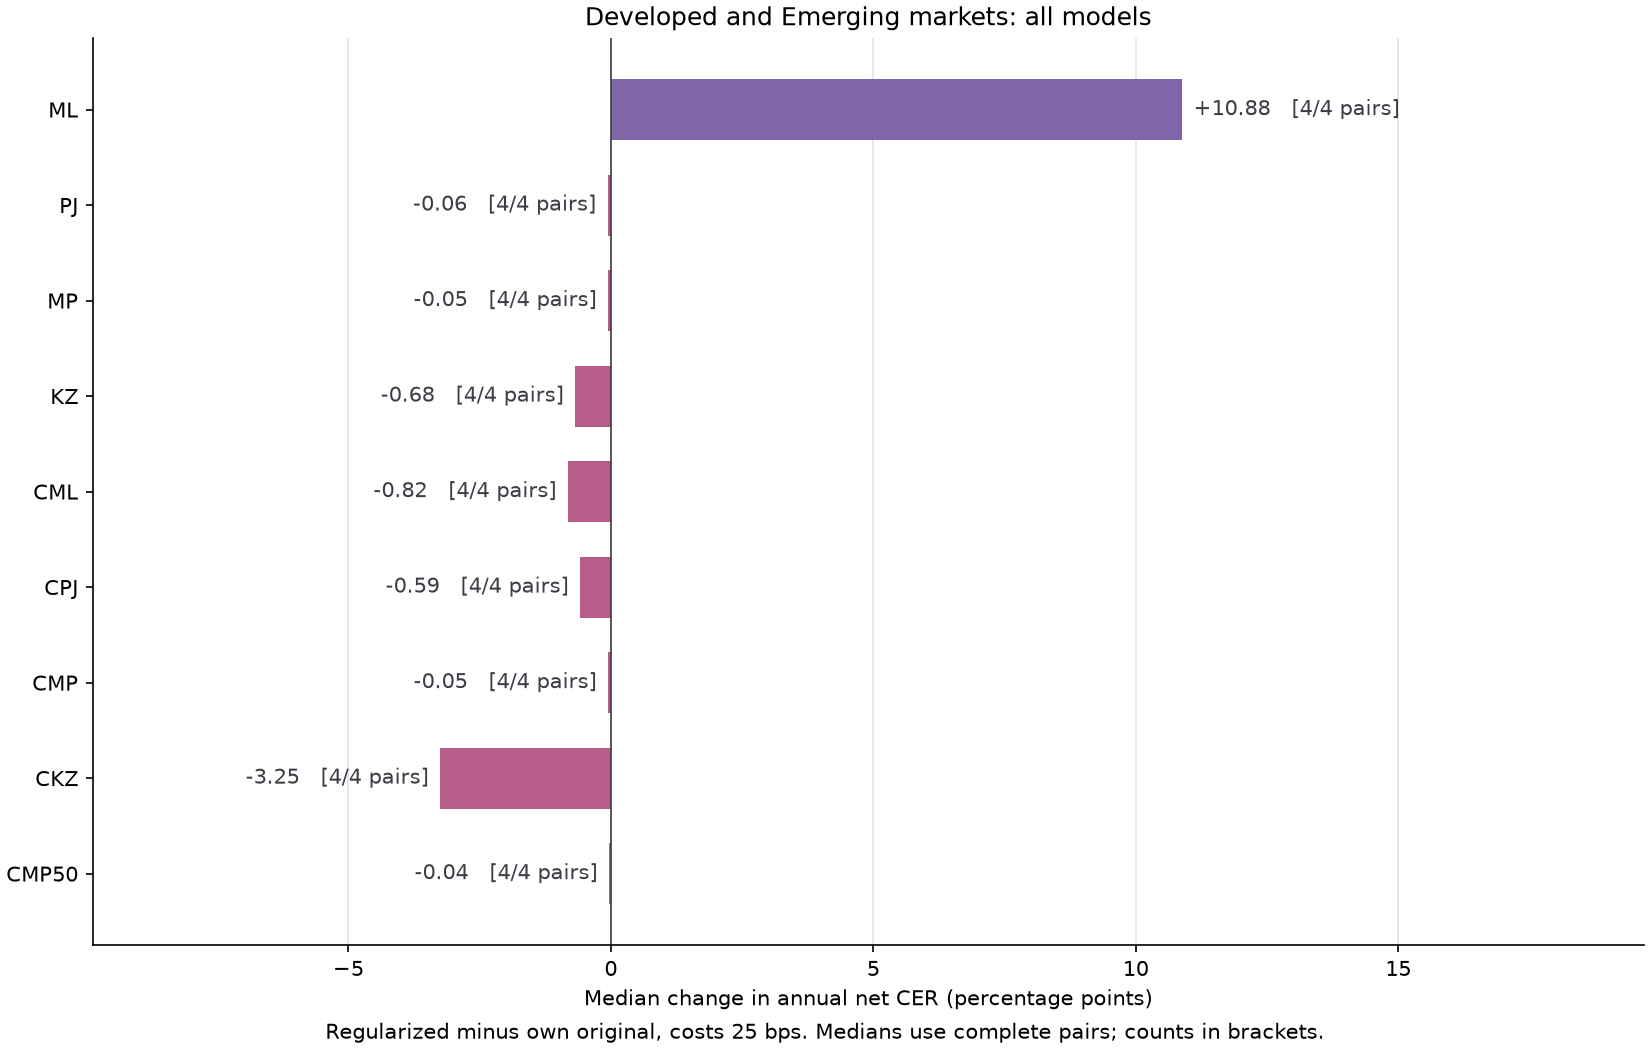 Developed and Emerging markets: all models
ML +10.88 [4/4 pairs]
PJ -0.06 [4/4 pairs]
MP -0.05 [4/4 pairs]
KZ -0.68 [4/4 pairs]
CML -0.82 [4/4 pairs]
CPJ -0.59 [4/4 pairs]
CMP -0.05 [4/4 pairs]
CKZ -3.25 [4/4 pairs]
CMP50 -0.04 [4/4 pairs]
−5 0 5 10 15
Median change in annual net CER (percentage points)
Regularized minus own original, costs 25 bps. Medians use complete pairs; counts in brackets.